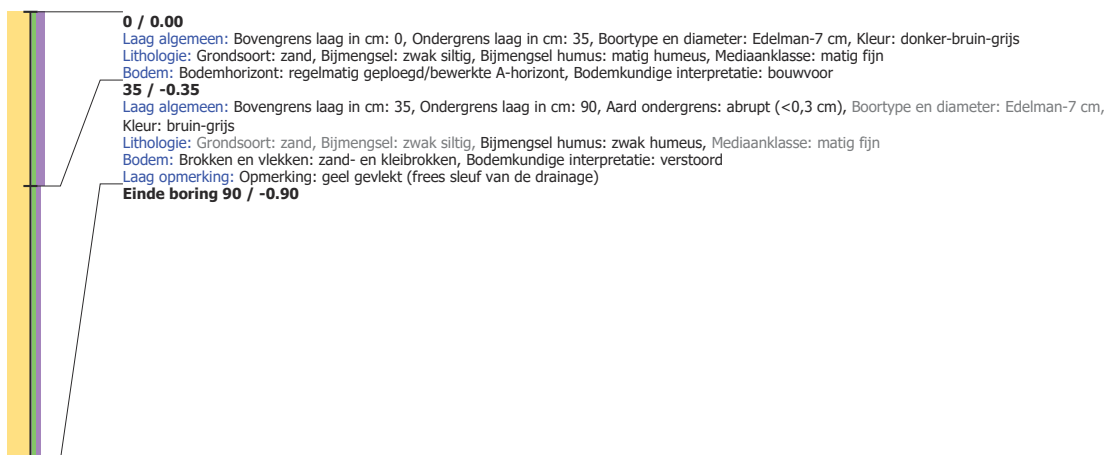 0 / 0.00
Laag algemeen: Bovengrens laag in cm: 0, Ondergrens laag in cm: 35, Boortype en diameter: Edelman-7 cm, Kleur: donker-bruin-grijs
Lithologie: Grondsoort: zand, Bijmengsel: zwak siltig, Bijmengsel humus: matig humeus, Mediaanklasse: matig fijn
Bodem: Bodemhorizont: regelmatig geploegd/bewerkte A-horizont, Bodemkundige interpretatie: bouwvoor
35 / -0.35
Laag algemeen: Bovengrens laag in cm: 35, Ondergrens laag in cm: 90, Aard ondergrens: abrupt (<0,3 cm), Boortype en diameter: Edelman-7 cm,
Kleur: bruin-grijs
Lithologie: Grondsoort: zand, Bijmengsel: zwak siltig, Bijmengsel humus: zwak humeus, Mediaanklasse: matig fijn
Bodem: Brokken en vlekken: zand- en kleibrokken, Bodemkundige interpretatie: verstoord
Laag opmerking: Opmerking: geel gevlekt (frees sleuf van de drainage)
Einde boring 90 / -0.90